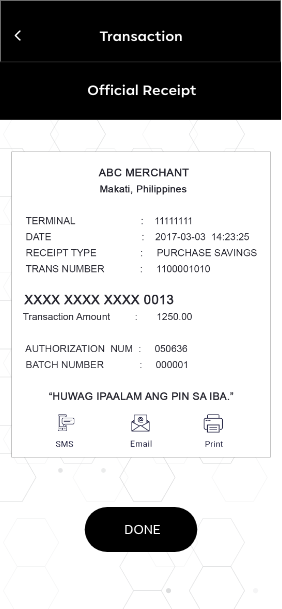 Transaction
Official Receipt
ABC MERCHANT
Makati, Philippines
TERMINAL : 11111111
DATE : 2017-03-03 14:23:25
RECEIPT TYPE : PURCHASE SAVINGS
TRANS NUMBER : 1100001010
XXXX XXXX XXXX 0013
Transaction Amount : 1250.00
AUTHORIZATION NUM : 050636
BATCH NUMBER : 000001
“HUWAG IPAALAM ANG PIN SA IBA.”
SMS Email Print
DONE